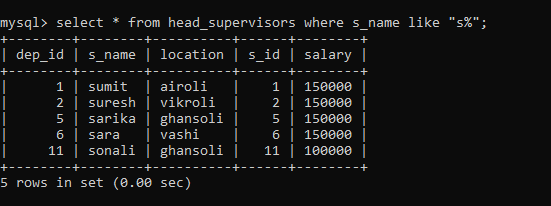 mysql> select * from head_supervisors where s_name like "s%";
+--------+--------+----------+------+--------+
| dep_id | s_name | location | s_id | salary |
+--------+--------+----------+------+--------+
|      1 | sumit  | airoli   |    1 | 150000 |
|      2 | suresh | vikroli  |    2 | 150000 |
|      5 | sarika | ghansoli |    5 | 150000 |
|      6 | sara   | vashi    |    6 | 150000 |
|     11 | sonali | ghansoli |   11 | 100000 |
+--------+--------+----------+------+--------+
5 rows in set (0.00 sec)